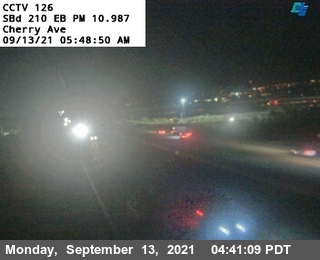 CCTV 126
SBd 210 EB PM 10.987
Cherry Ave
09/13/21 05:48:50 AM
Monday, September 13, 2021 04:41:09 PDT